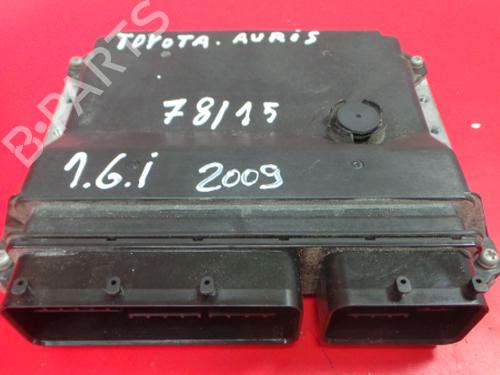 TOYOTA. AURIS
78/15
1.6.i 2009
B-PARTS